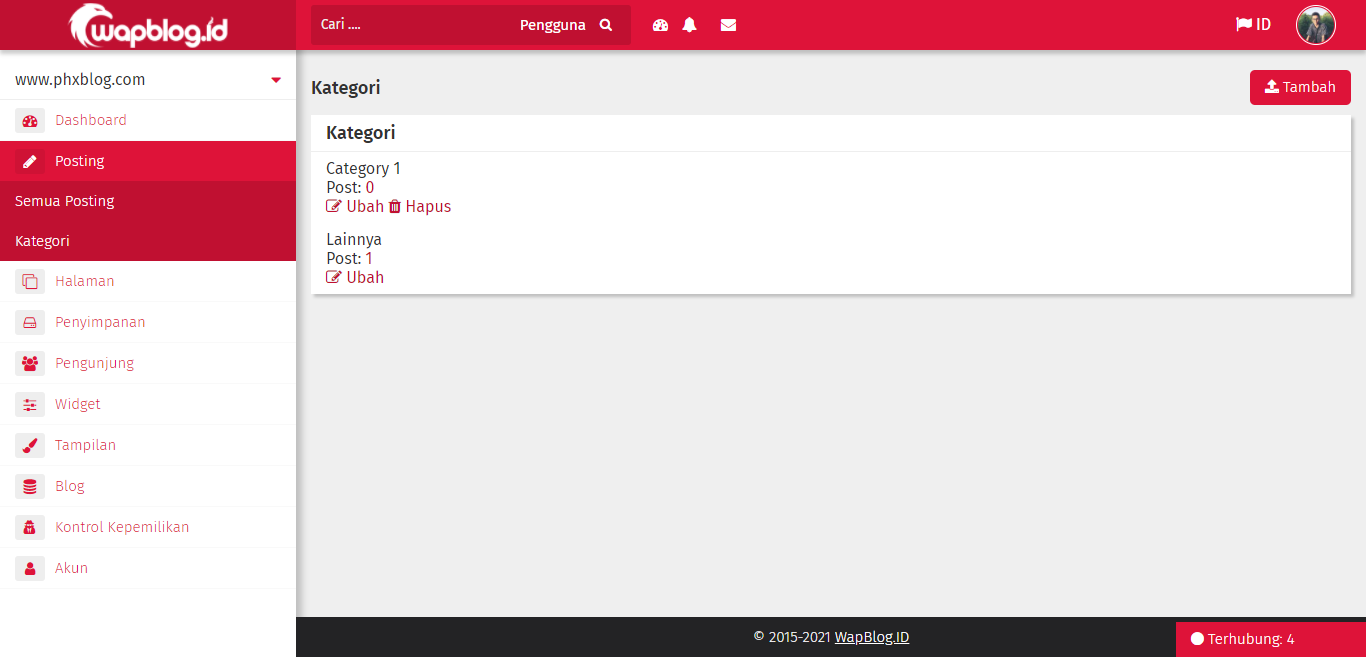 wapblog.id
Cari .... Pengguna
ID
www.phxblog.com
Dashboard
Posting
Semua Posting
Kategori
Halaman
Penyimpanan
Pengunjung
Widget
Tampilan
Blog
Kontrol Kepemilikan
Akun
Kategori
Tambah
Kategori
Category 1
Post: 0
Ubah Hapus
Lainnya
Post: 1
Ubah
© 2015-2021 WapBlog.ID
Terhubung: 4